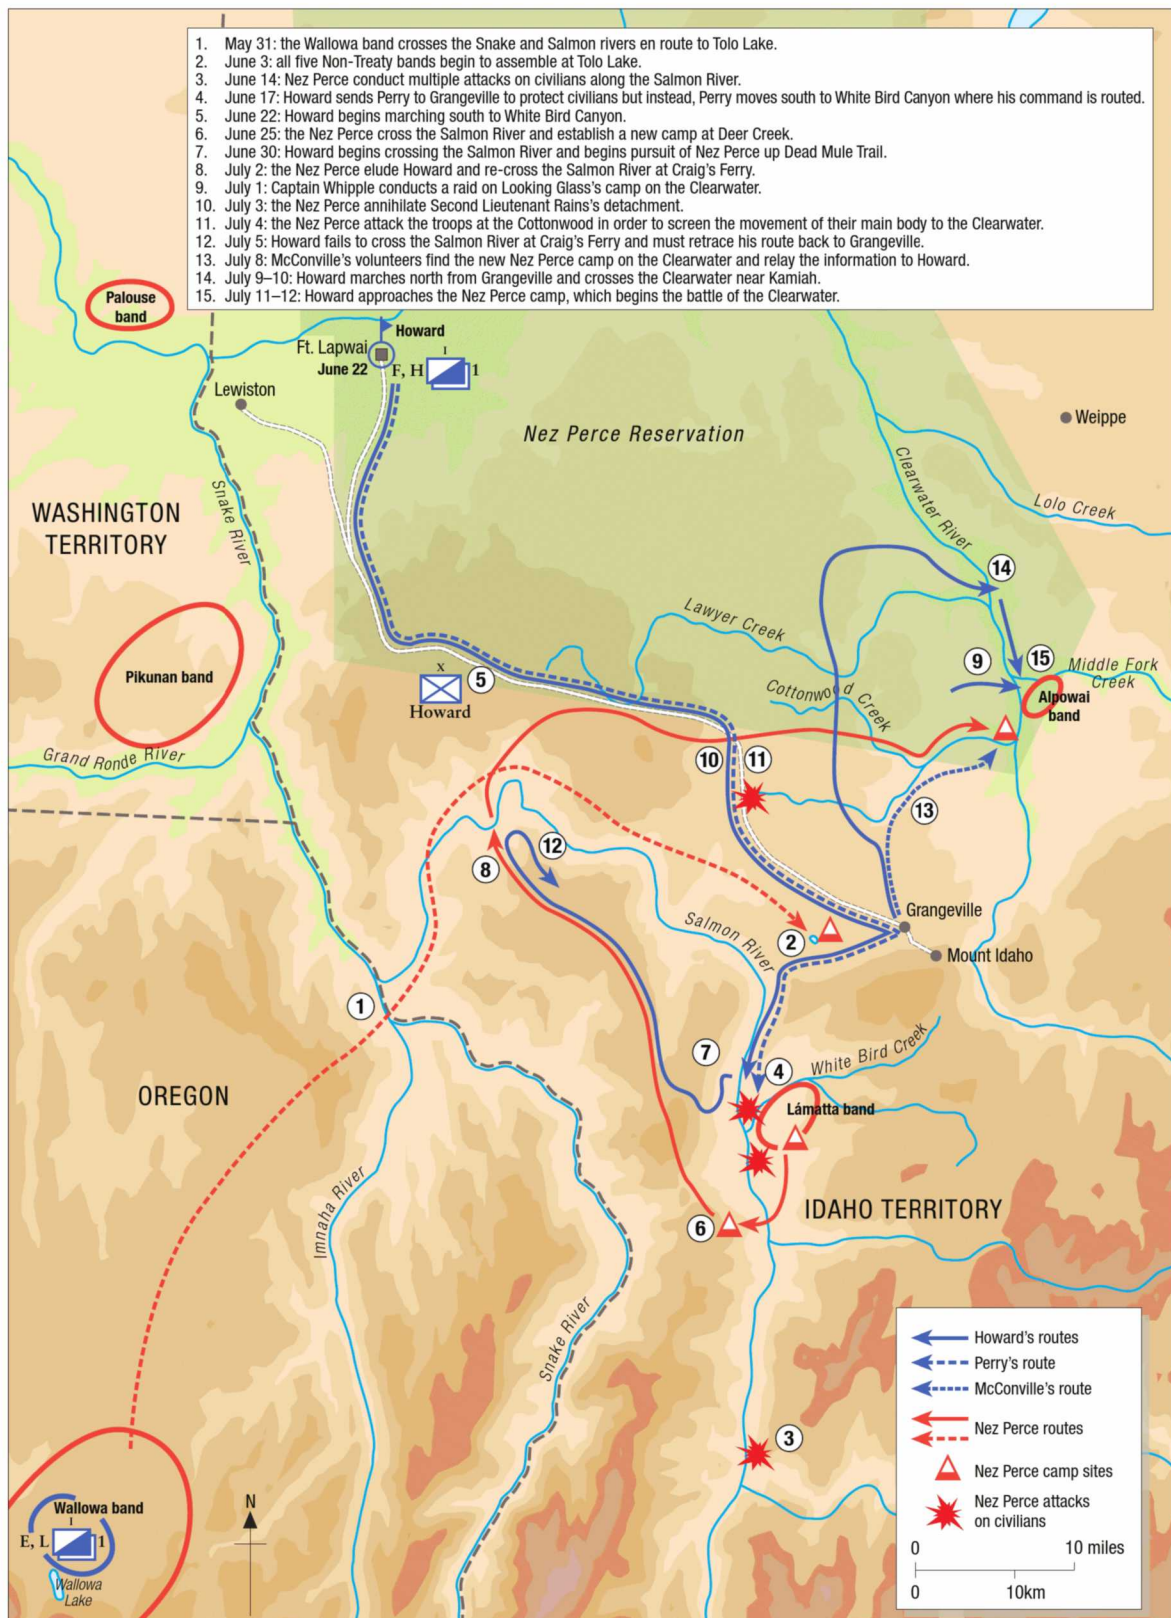 1. May 31: the Wallowa band crosses the Snake and Salmon rivers en route to Tolo Lake.
2. June 3: all five Non-Treaty bands begin to assemble at Tolo Lake.
3. June 14: Nez Perce conduct multiple attacks on civilians along the Salmon River.
4. June 17: Howard sends Perry to Grangeville to protect civilians but instead, Perry moves south to White Bird Canyon where his command is routed.
5. June 22: Howard begins marching south to White Bird Canyon.
6. June 25: the Nez Perce cross the Salmon River and establish a new camp at Deer Creek.
7. June 30: Howard begins crossing the Salmon River and begins pursuit of Nez Perce up Dead Mule Trail.
8. July 2: the Nez Perce elude Howard and re-cross the Salmon River at Craig's Ferry.
9. July 1: Captain Whipple conducts a raid on Looking Glass's camp on the Clearwater.
10. July 3: the Nez Perce annihilate Second Lieutenant Rains's detachment.
11. July 4: the Nez Perce attack the troops at the Cottonwood in order to screen the movement of their main body to the Clearwater.
12. July 5: Howard fails to cross the Salmon River at Craig's Ferry and must retrace his route back to Grangeville.
13. July 8: McConville's volunteers find the new Nez Perce camp on the Clearwater and relay the information to Howard.
14. July 9–10: Howard marches north from Grangeville and crosses the Clearwater near Kamiah.
15. July 11–12: Howard approaches the Nez Perce camp, which begins the battle of the Clearwater.
Palouse
band
Howard
Ft. Lapwai
June 22
F, H
I
1
Lewiston
Nez Perce Reservation
Weippe
Clearwater River
Lolo Creek
WASHINGTON
TERRITORY
Snake River
14
Lawyer Creek
9
15
Middle Fork
Creek
Pikunan band
X
5
Howard
Cottonwood Creek
Alpowai
band
Grand Ronde River
10
11
13
12
8
Salmon River
Grangeville
2
Mount Idaho
1
7
4
White Bird Creek
OREGON
Lámatta band
Imnaha River
6
IDAHO TERRITORY
Snake River
3
Wallowa band
I
E, L
1
Wallowa
Lake
N
Howard's routes
Perry's route
McConville's route
Nez Perce routes
Nez Perce camp sites
Nez Perce attacks
on civilians
0
10 miles
0
10km